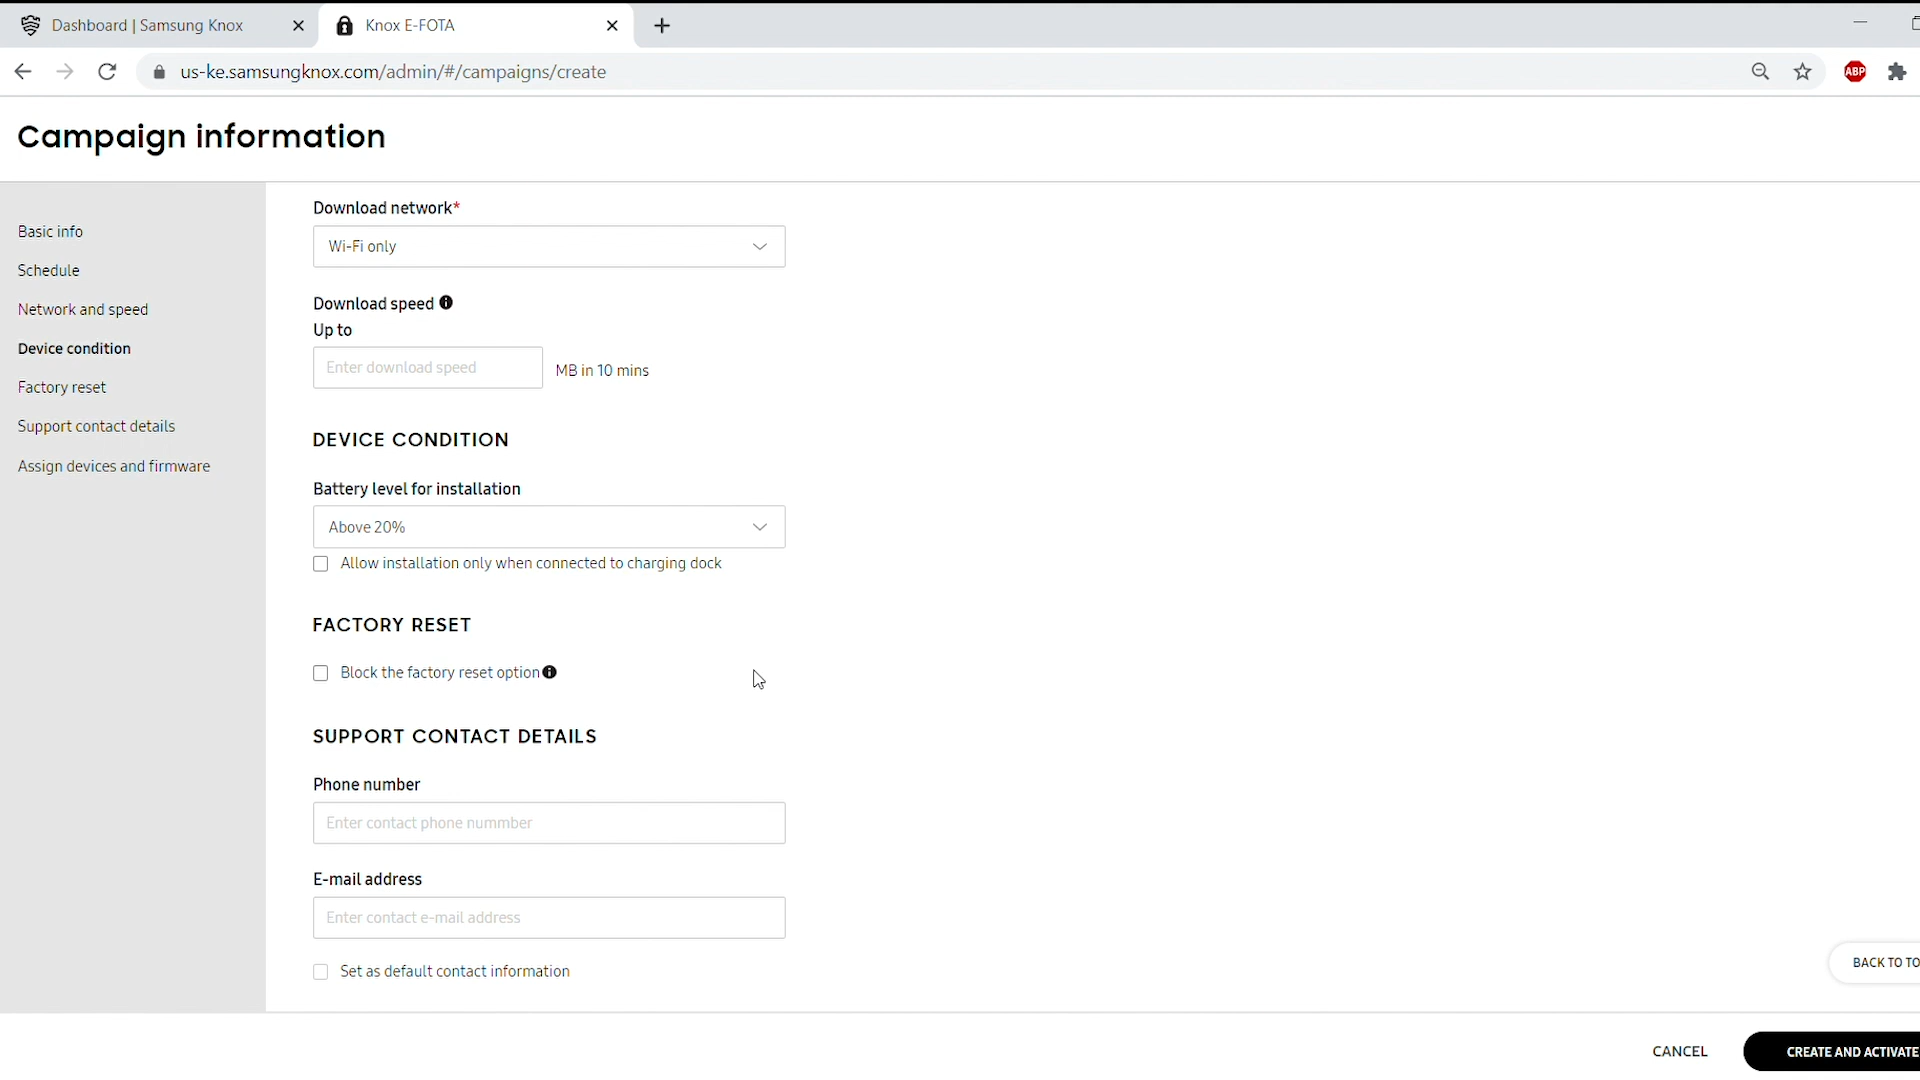 Dashboard | Samsung Knox
Knox E-FOTA
us-ke.samsungknox.com/admin/#/campaigns/create
ABP
Campaign information
Basic info
Schedule
Network and speed
Device condition
Factory reset
Support contact details
Assign devices and firmware
Download network*
Wi-Fi only
Download speed
Up to
Enter download speed
MB in 10 mins
DEVICE CONDITION
Battery level for installation
Above 20%
Allow installation only when connected to charging dock
FACTORY RESET
Block the factory reset option
SUPPORT CONTACT DETAILS
Phone number
Enter contact phone nummber
E-mail address
Enter contact e-mail address
Set as default contact information
BACK TO TO
CANCEL
CREATE AND ACTIVATE